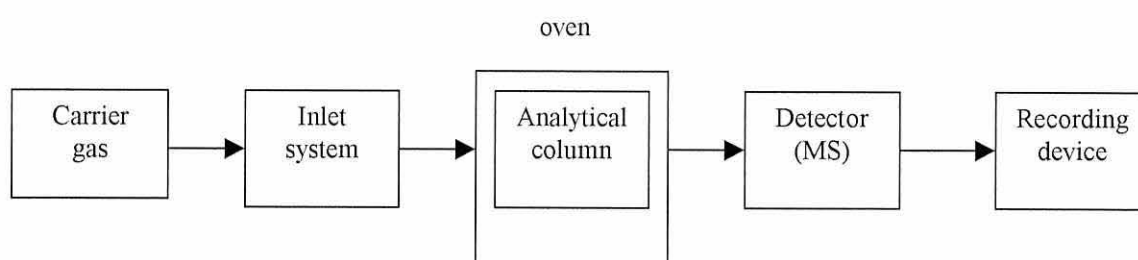 oven
Carrier
gas
Inlet
system
Analytical
column
Detector
(MS)
Recording
device